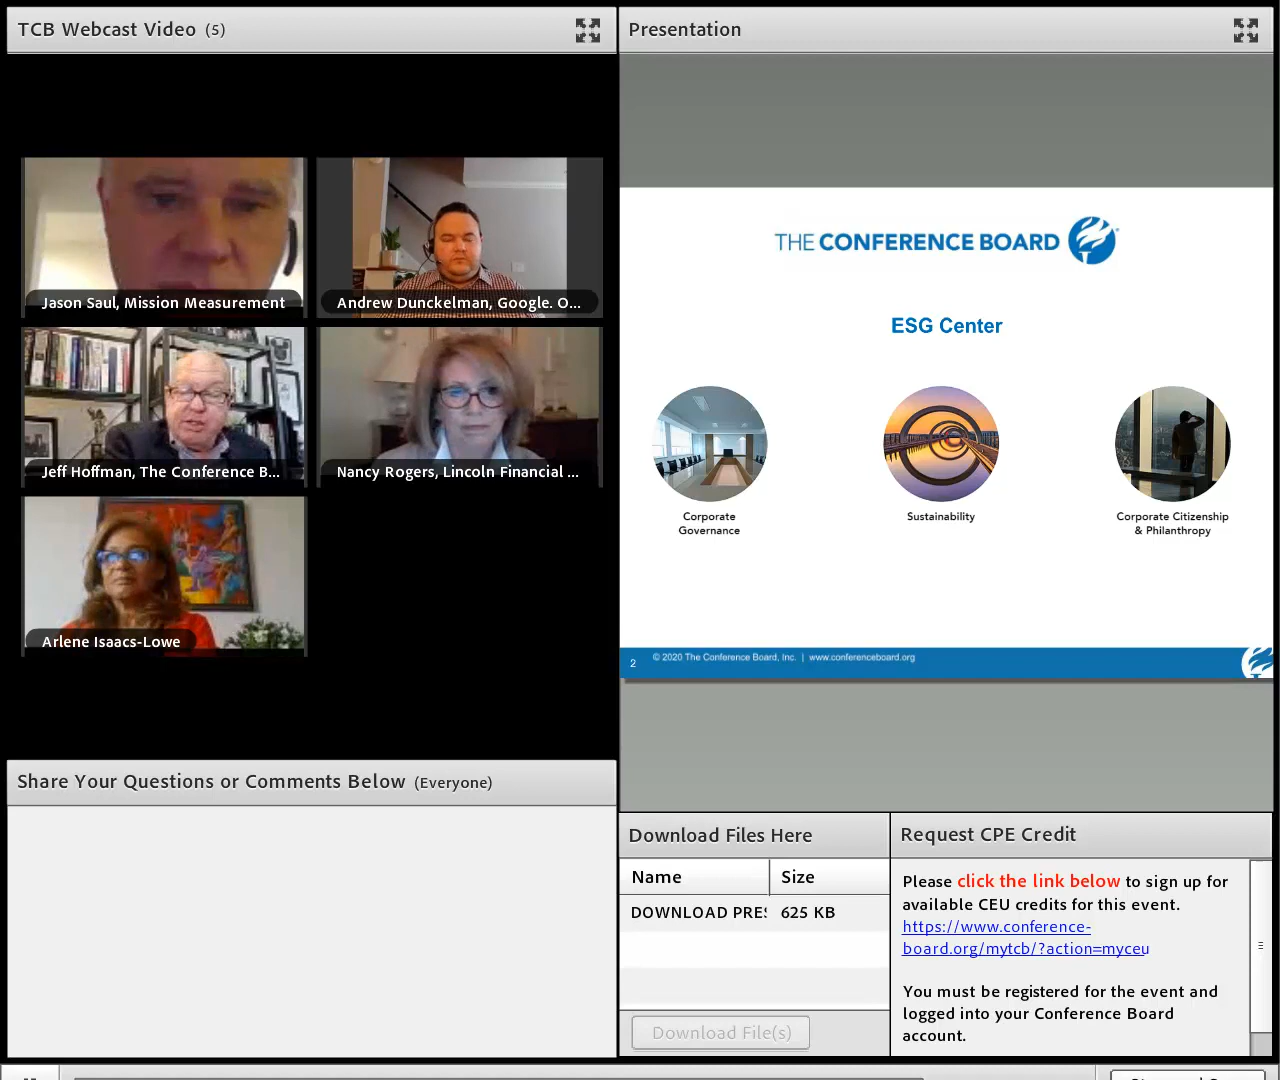 TCB Webcast Video (5)
Jason Saul, Mission Measurement
Andrew Dunckelman, Google. O...
Jeff Hoffman, The Conference B...
Nancy Rogers, Lincoln Financial ...
Arlene Isaacs-Lowe
Share Your Questions or Comments Below (Everyone)
Presentation
THE CONFERENCE BOARD
ESG Center
Corporate
Governance
Sustainability
Corporate Citizenship
& Philanthropy
2 © 2020 The Conference Board, Inc. | www.conferenceboard.org
Download Files Here
Name Size
DOWNLOAD PRES 625 KB
Download File(s)
Request CPE Credit
Please click the link below to sign up for
available CEU credits for this event.
https://www.conference-
board.org/mytcb/?action=myceu
You must be registered for the event and
logged into your Conference Board
account.